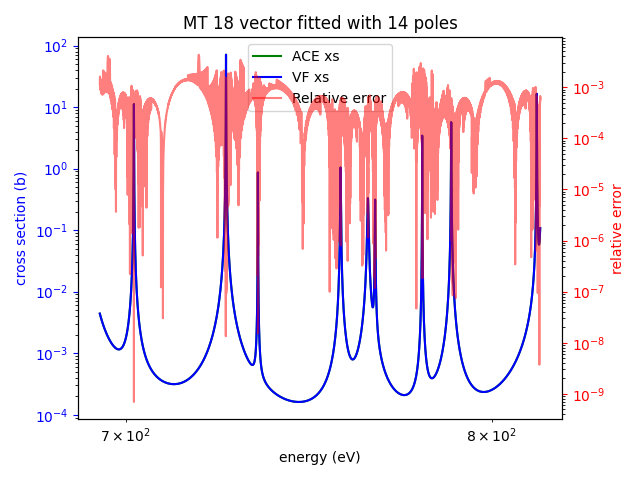 MT 18 vector fitted with 14 poles
ACE xs
VF xs
Relative error
cross section (b)
10²
10¹
10⁰
10⁻¹
10⁻²
10⁻³
10⁻⁴
relative error
10⁻³
10⁻⁴
10⁻⁵
10⁻⁶
10⁻⁷
10⁻⁸
10⁻⁹
7 × 10²
8 × 10²
energy (eV)